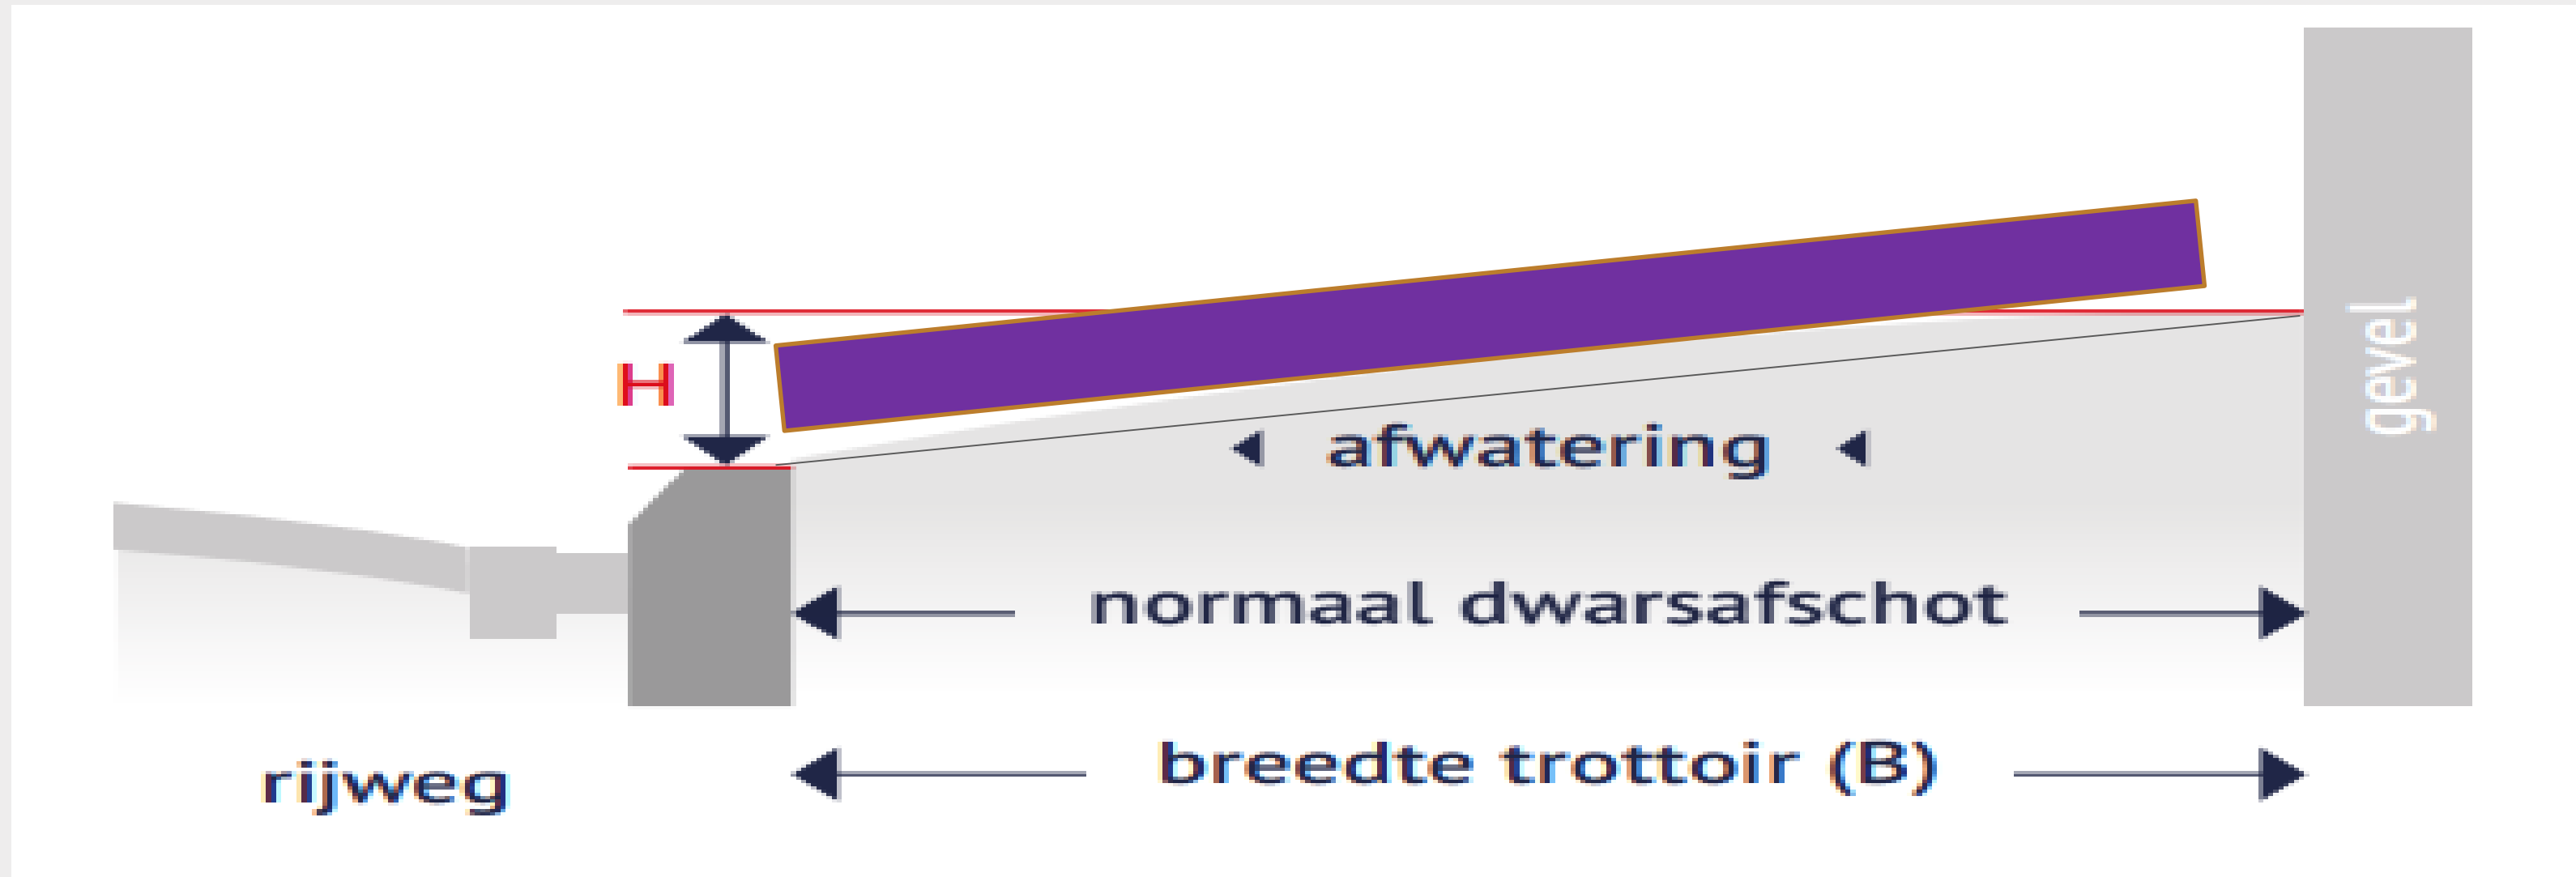 gevel
H
afwatering
normaal dwarsafschot
breedte trottoir (B)
rijweg